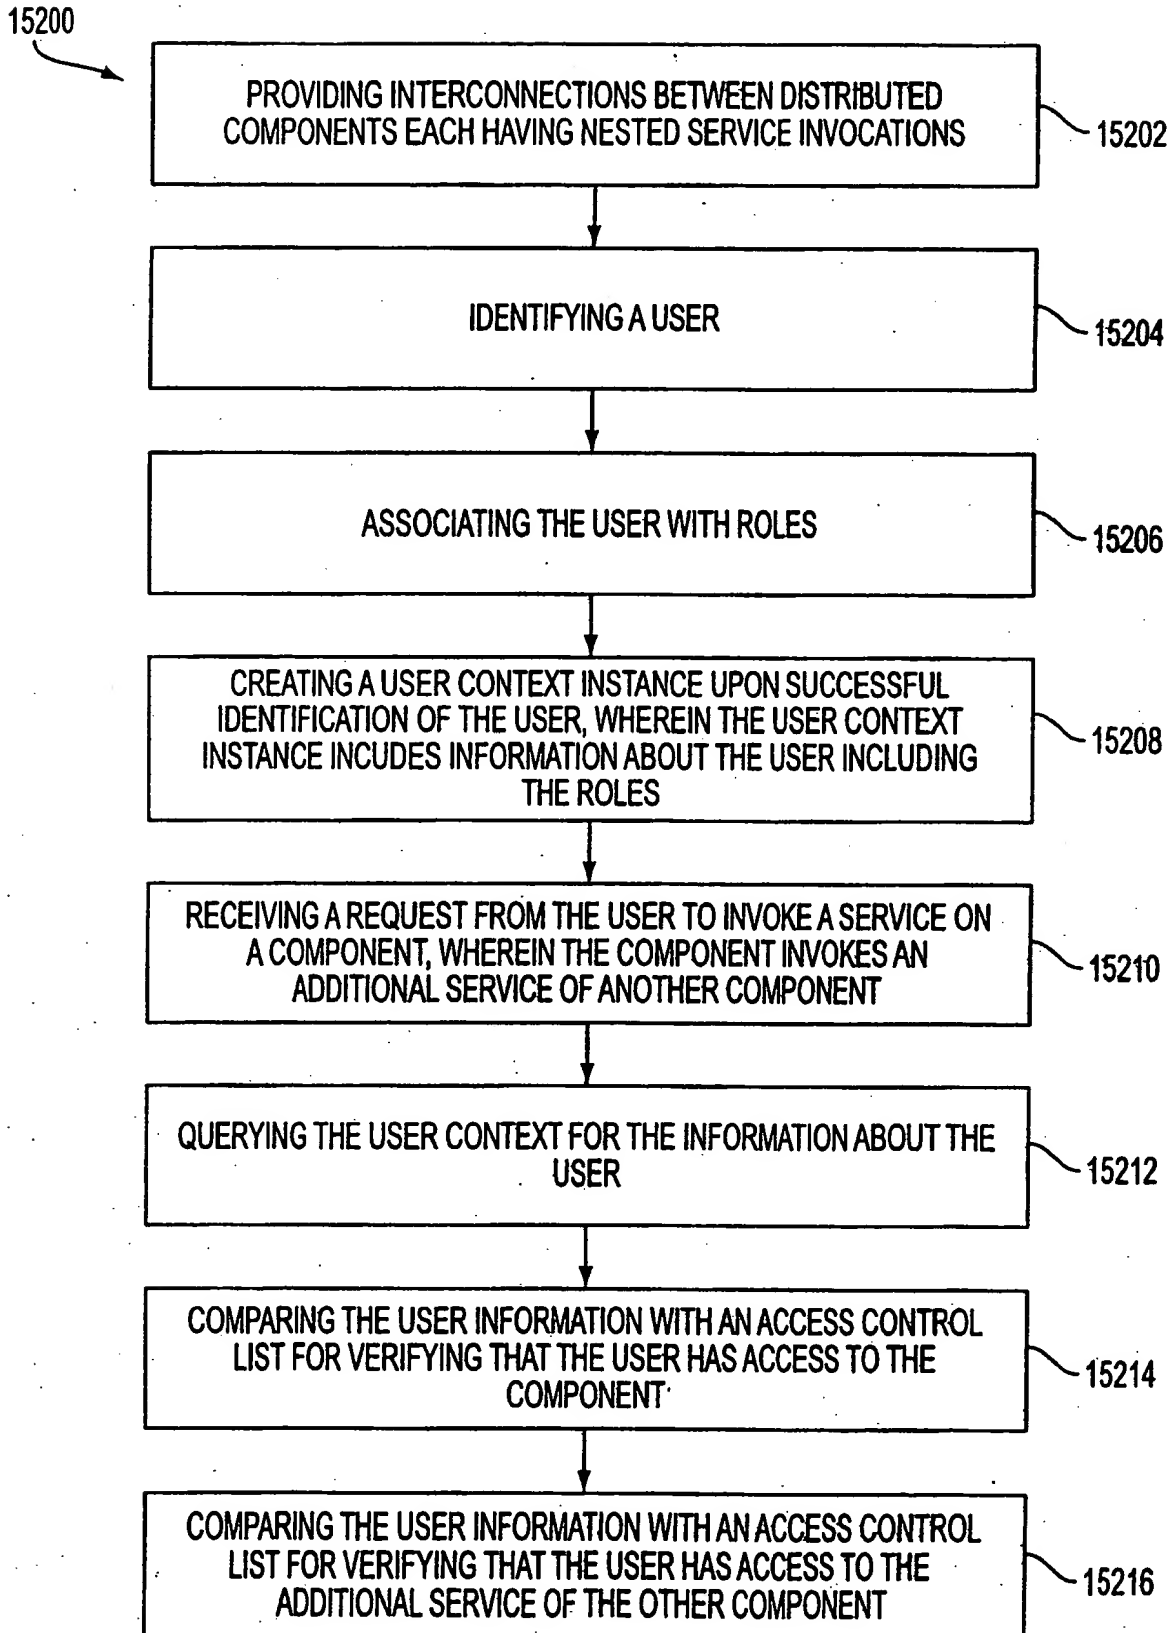 15200
PROVIDING INTERCONNECTIONS BETWEEN DISTRIBUTED
COMPONENTS EACH HAVING NESTED SERVICE INVOCATIONS
15202
IDENTIFYING A USER
15204
ASSOCIATING THE USER WITH ROLES
15206
CREATING A USER CONTEXT INSTANCE UPON SUCCESSFUL
IDENTIFICATION OF THE USER, WHEREIN THE USER CONTEXT
INSTANCE INCUDES INFORMATION ABOUT THE USER INCLUDING
THE ROLES
15208
RECEIVING A REQUEST FROM THE USER TO INVOKE A SERVICE ON
A COMPONENT, WHEREIN THE COMPONENT INVOKES AN
ADDITIONAL SERVICE OF ANOTHER COMPONENT
15210
QUERYING THE USER CONTEXT FOR THE INFORMATION ABOUT THE
USER
15212
COMPARING THE USER INFORMATION WITH AN ACCESS CONTROL
LIST FOR VERIFYING THAT THE USER HAS ACCESS TO THE
COMPONENT
15214
COMPARING THE USER INFORMATION WITH AN ACCESS CONTROL
LIST FOR VERIFYING THAT THE USER HAS ACCESS TO THE
ADDITIONAL SERVICE OF THE OTHER COMPONENT
15216